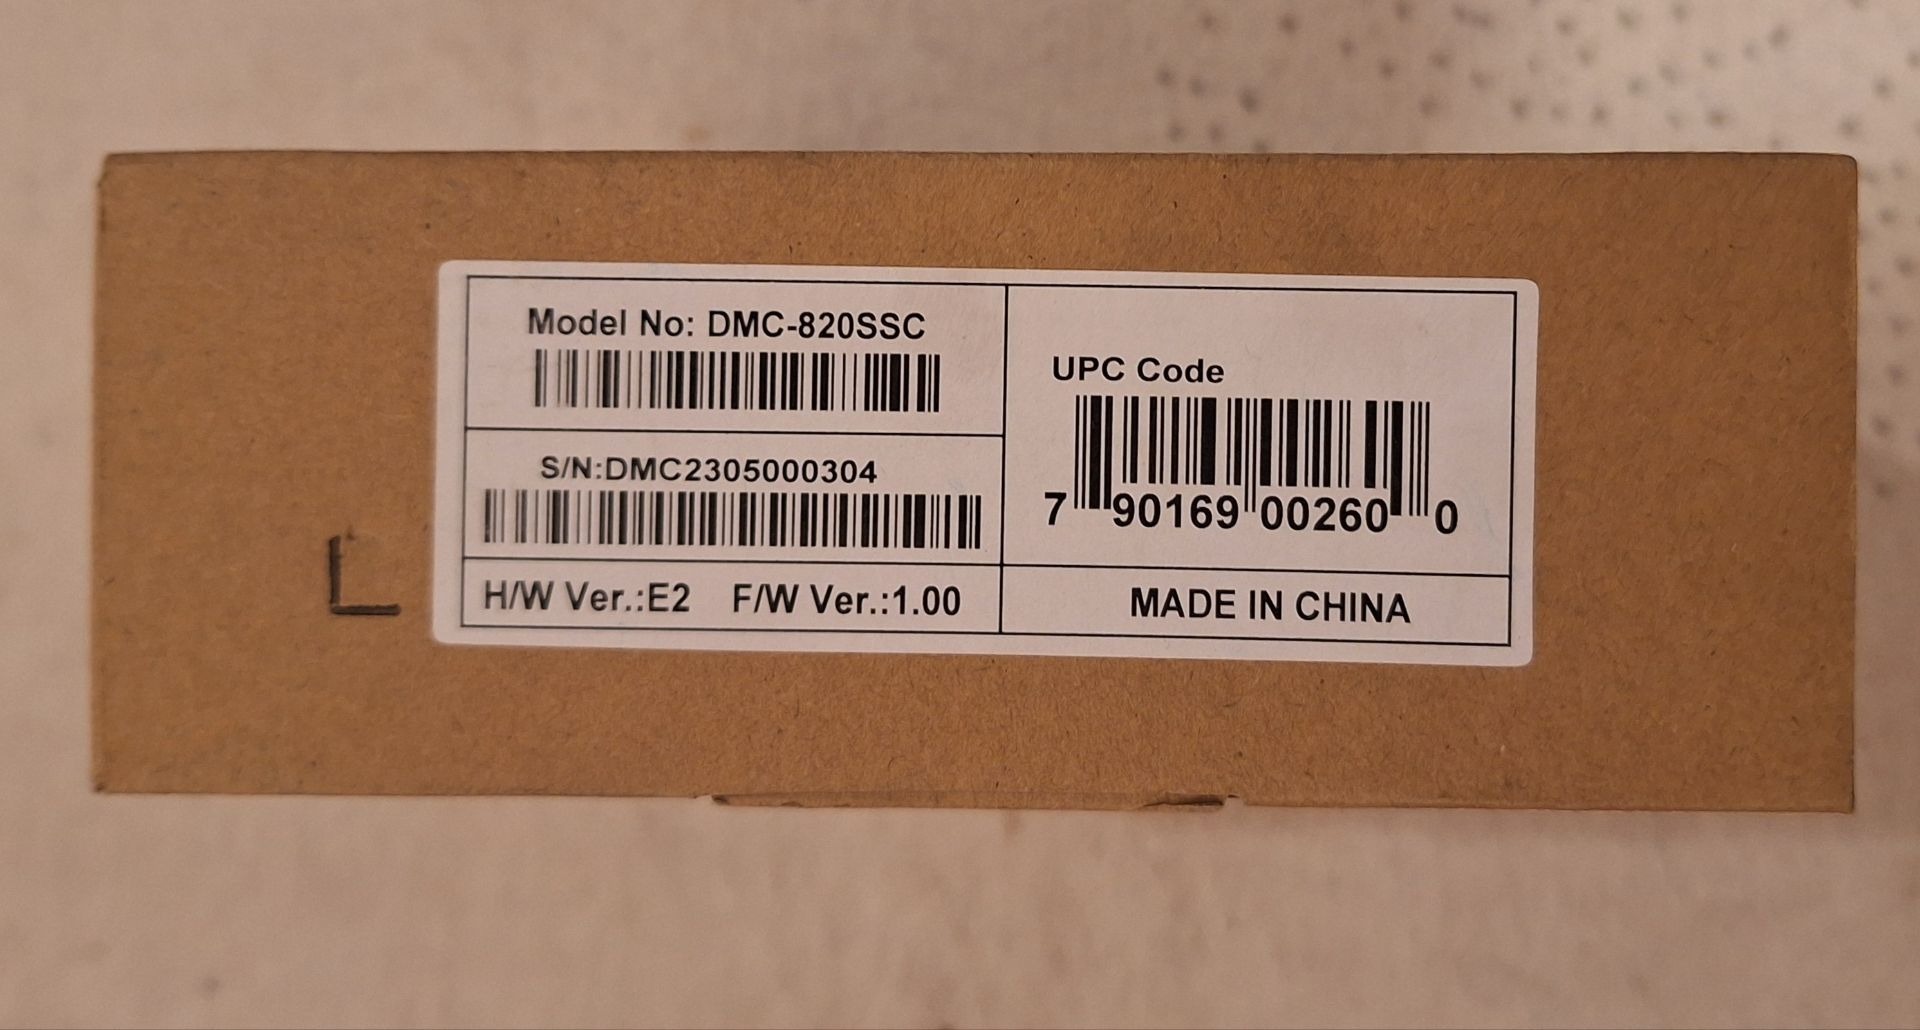 Model No: DMC-820SSC
S/N:DMC2305000304
H/W Ver.:E2 F/W Ver.:1.00
UPC Code
7 90169 00260 0
MADE IN CHINA
L